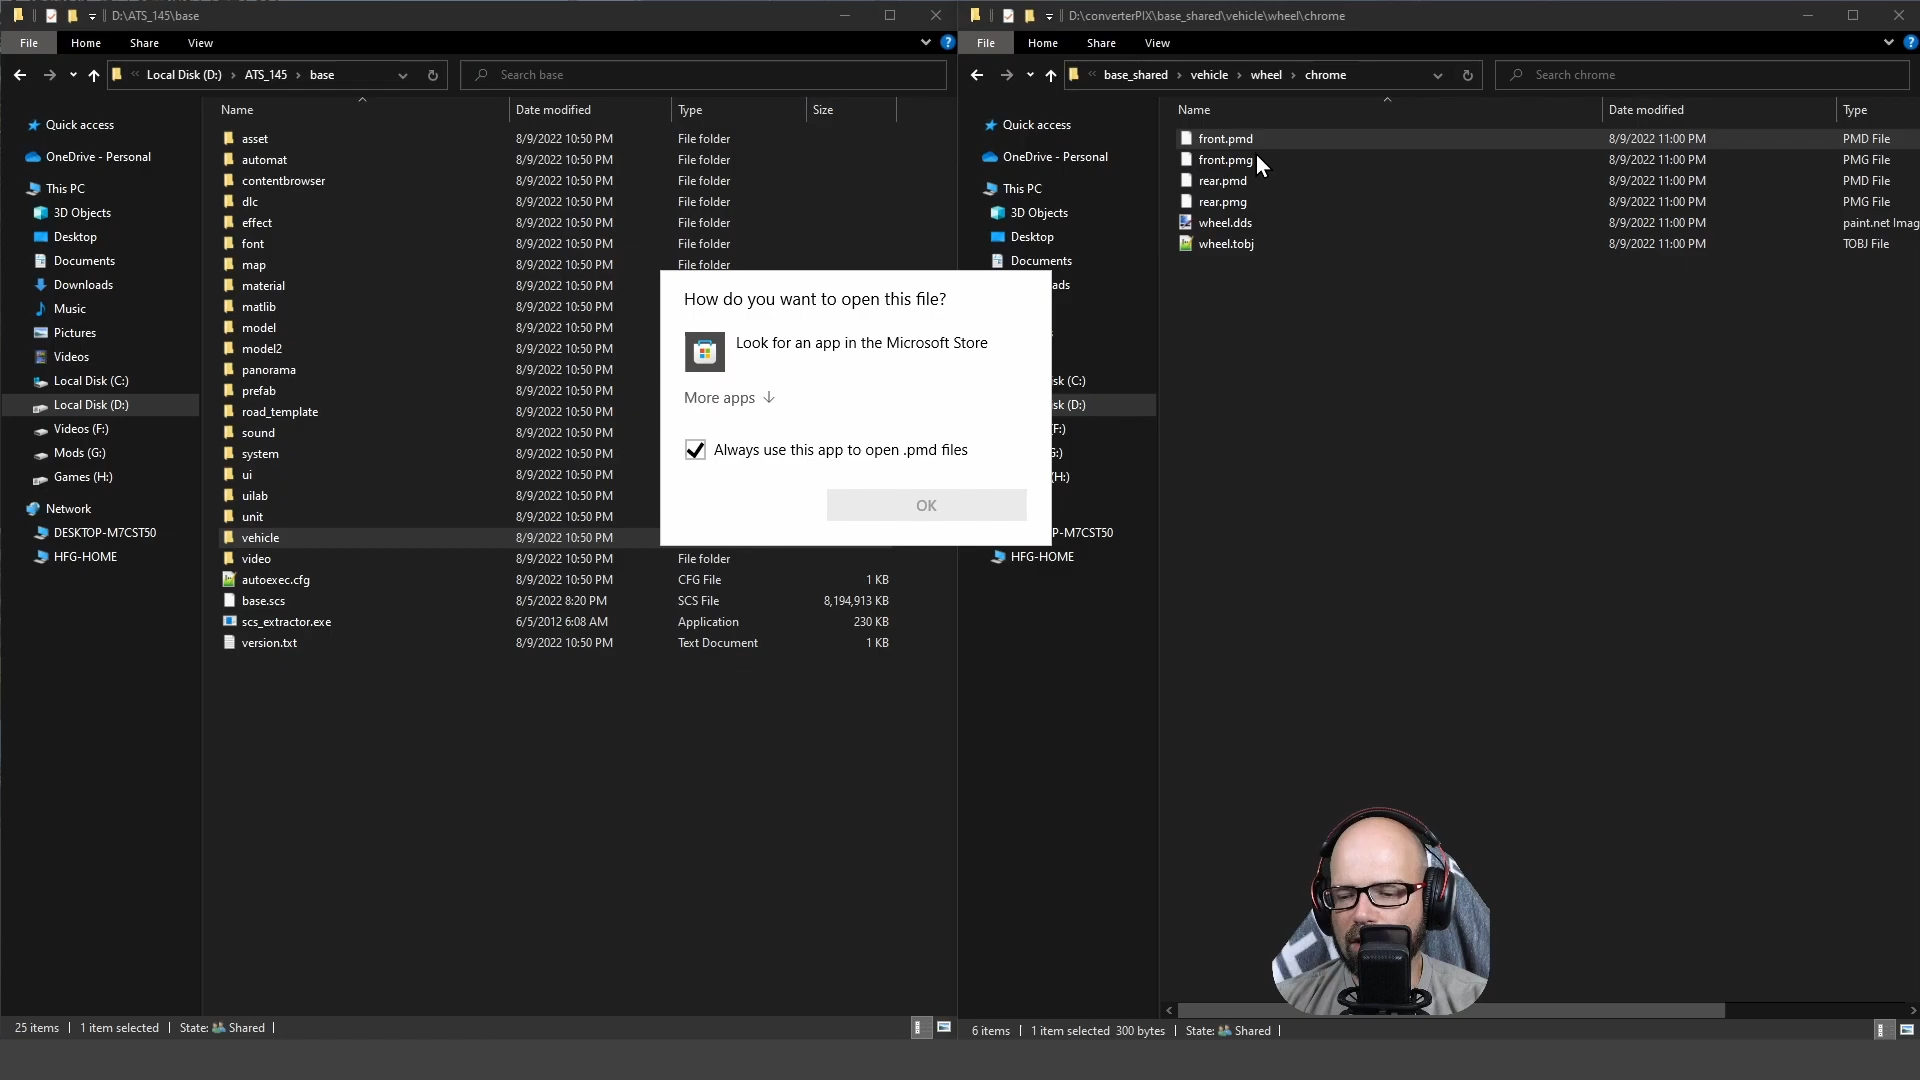 D:\ATS_145\base
File Home Share View
Local Disk (D:) ATS_145 base
Search base
Quick access
OneDrive - Personal
This PC
3D Objects
Desktop
Documents
Downloads
Music
Pictures
Videos
Local Disk (C:)
Local Disk (D:)
Videos (F:)
Mods (G:)
Games (H:)
Network
DESKTOP-M7CST50
HFG-HOME
Name Date modified Type Size
asset 8/9/2022 10:50 PM File folder
automat 8/9/2022 10:50 PM File folder
contentbrowser 8/9/2022 10:50 PM File folder
dlc 8/9/2022 10:50 PM File folder
effect 8/9/2022 10:50 PM File folder
font 8/9/2022 10:50 PM File folder
map 8/9/2022 10:50 PM File folder
material 8/9/2022 10:50 PM
matlib 8/9/2022 10:50 PM
model 8/9/2022 10:50 PM
model2 8/9/2022 10:50 PM
panorama 8/9/2022 10:50 PM
prefab 8/9/2022 10:50 PM
road_template 8/9/2022 10:50 PM
sound 8/9/2022 10:50 PM
system 8/9/2022 10:50 PM
ui 8/9/2022 10:50 PM
uilab 8/9/2022 10:50 PM
unit 8/9/2022 10:50 PM
vehicle 8/9/2022 10:50 PM
video 8/9/2022 10:50 PM File folder
autoexec.cfg 8/9/2022 10:50 PM CFG File 1 KB
base.scs 8/5/2022 8:20 PM SCS File 8,194,913 KB
scs_extractor.exe 6/5/2012 6:08 AM Application 230 KB
version.txt 8/9/2022 10:50 PM Text Document 1 KB
25 items 1 item selected State: Shared
How do you want to open this file?
Look for an app in the Microsoft Store
More apps
Always use this app to open .pmd files
OK
D:\converterPIX\base_shared\vehicle\wheel\chrome
File Home Share View
base_shared vehicle wheel chrome
Search chrome
Quick access
OneDrive - Personal
This PC
3D Objects
Desktop
Documents
ads
s
sk (C:)
sk (D:)
(F:)
G:)
(H:)
P-M7CST50
HFG-HOME
Name Date modified Type
front.pmd 8/9/2022 11:00 PM PMD File
front.pmg 8/9/2022 11:00 PM PMG File
rear.pmd 8/9/2022 11:00 PM PMD File
rear.pmg 8/9/2022 11:00 PM PMG File
wheel.dds 8/9/2022 11:00 PM paint.net Imag
wheel.tobj 8/9/2022 11:00 PM TOBJ File
6 items 1 item selected 300 bytes State: Shared